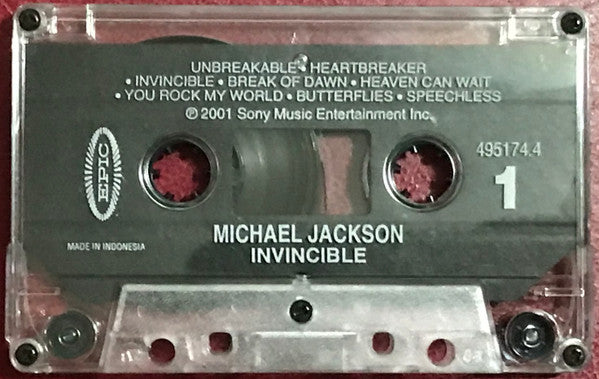 UNBREAKABLE • HEARTBREAKER
• INVINCIBLE • BREAK OF DAWN • HEAVEN CAN WAIT
• YOU ROCK MY WORLD • BUTTERFLIES • SPEECHLESS
℗ 2001 Sony Music Entertainment Inc.
EPIC
495174.4
1
MADE IN INDONESIA
MICHAEL JACKSON
INVINCIBLE